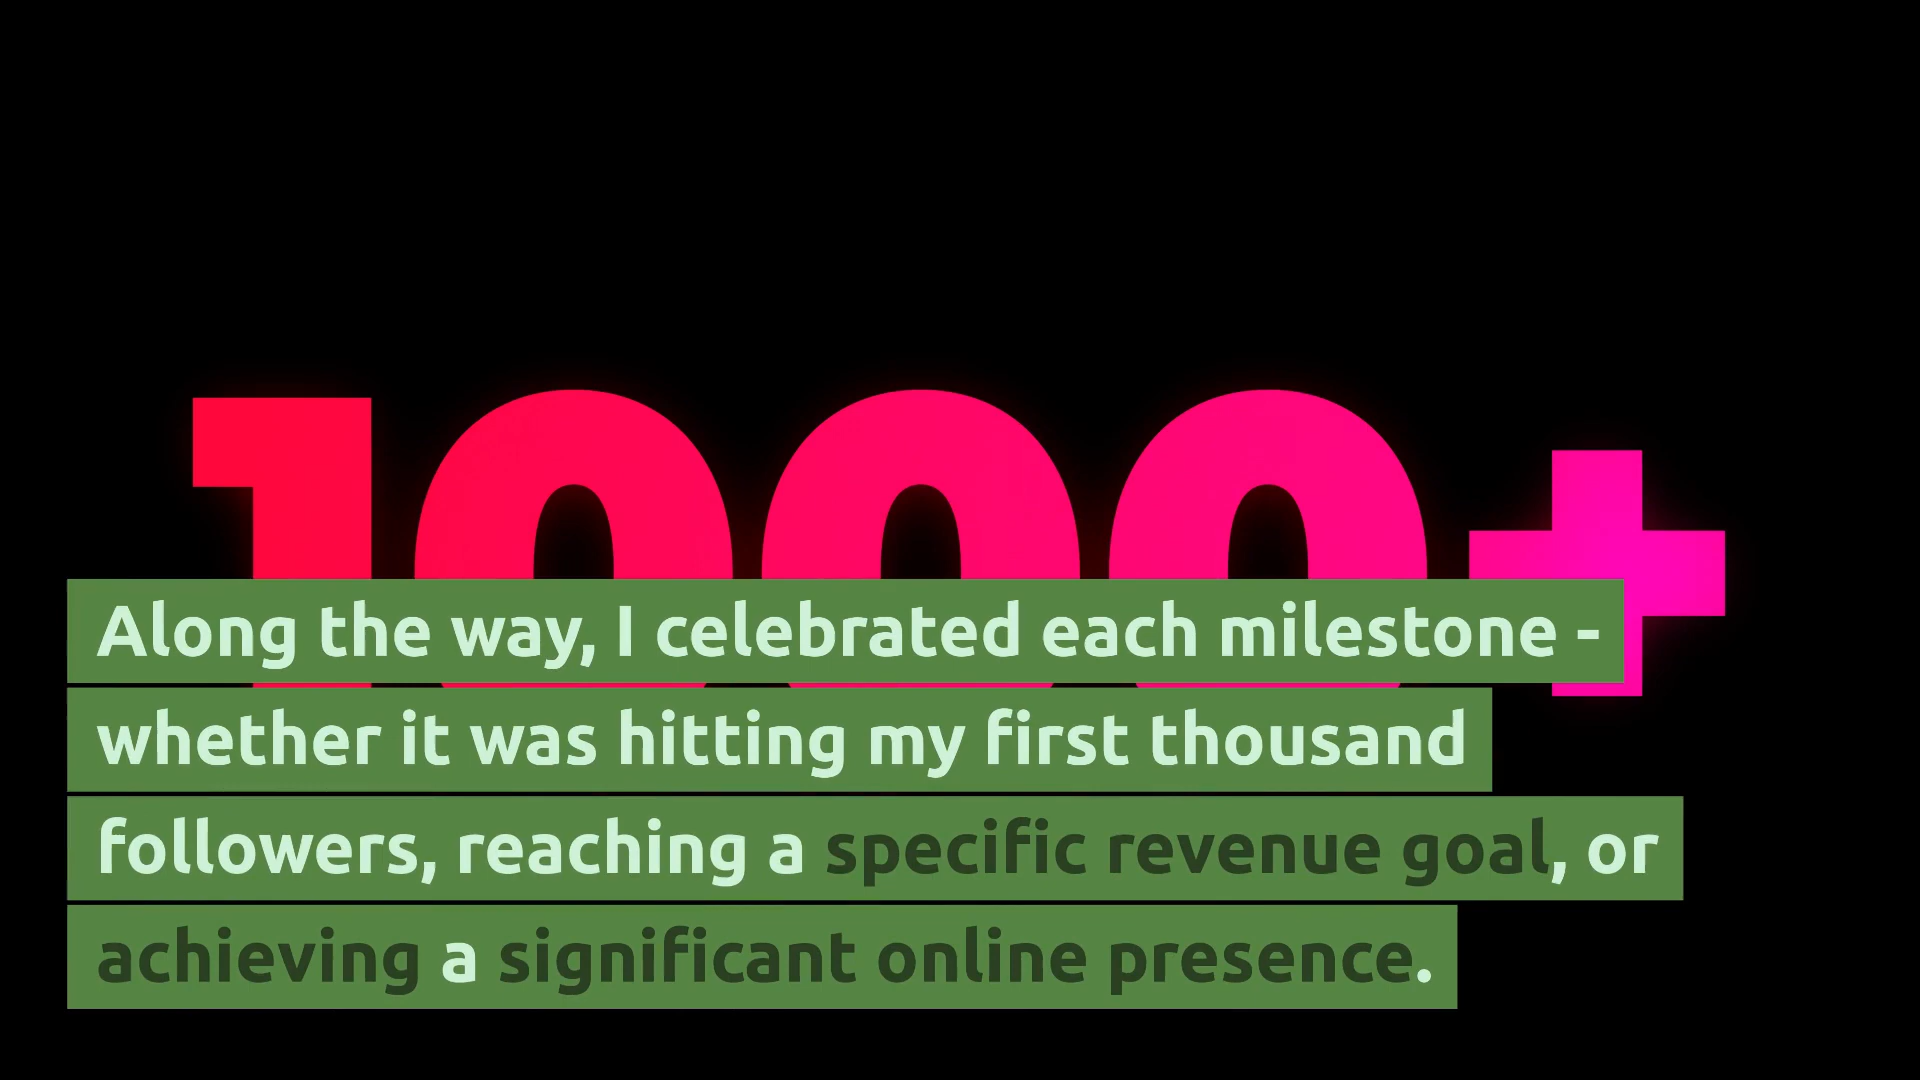 1000+
Along the way, I celebrated each milestone -
whether it was hitting my first thousand
followers, reaching a specific revenue goal, or
achieving a significant online presence.